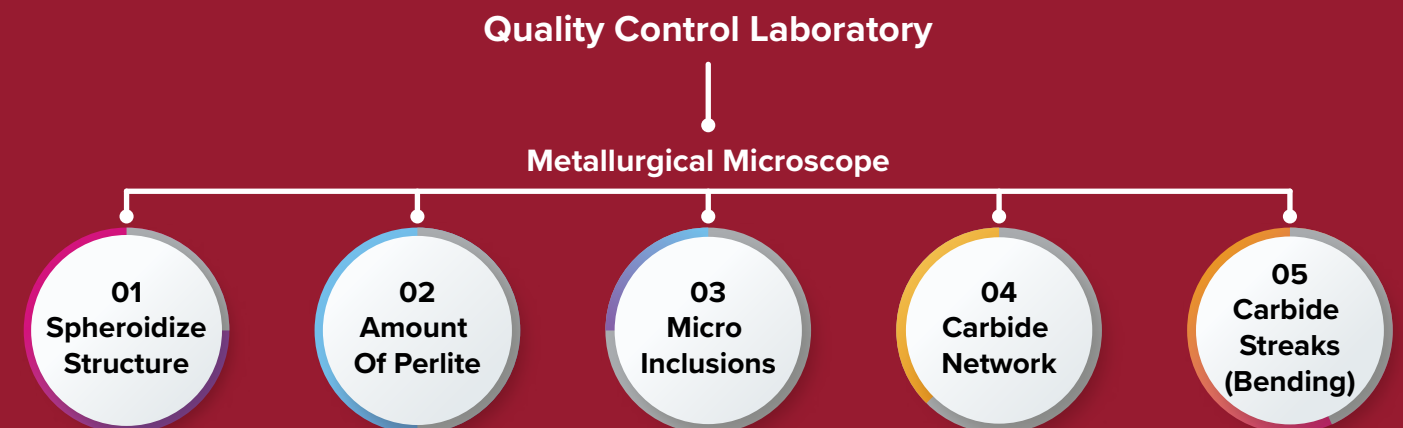 Quality Control Laboratory
Metallurgical Microscope
01
Spheroidize
Structure
02
Amount
Of Perlite
03
Micro
Inclusions
04
Carbide
Network
05
Carbide
Streaks
(Bending)